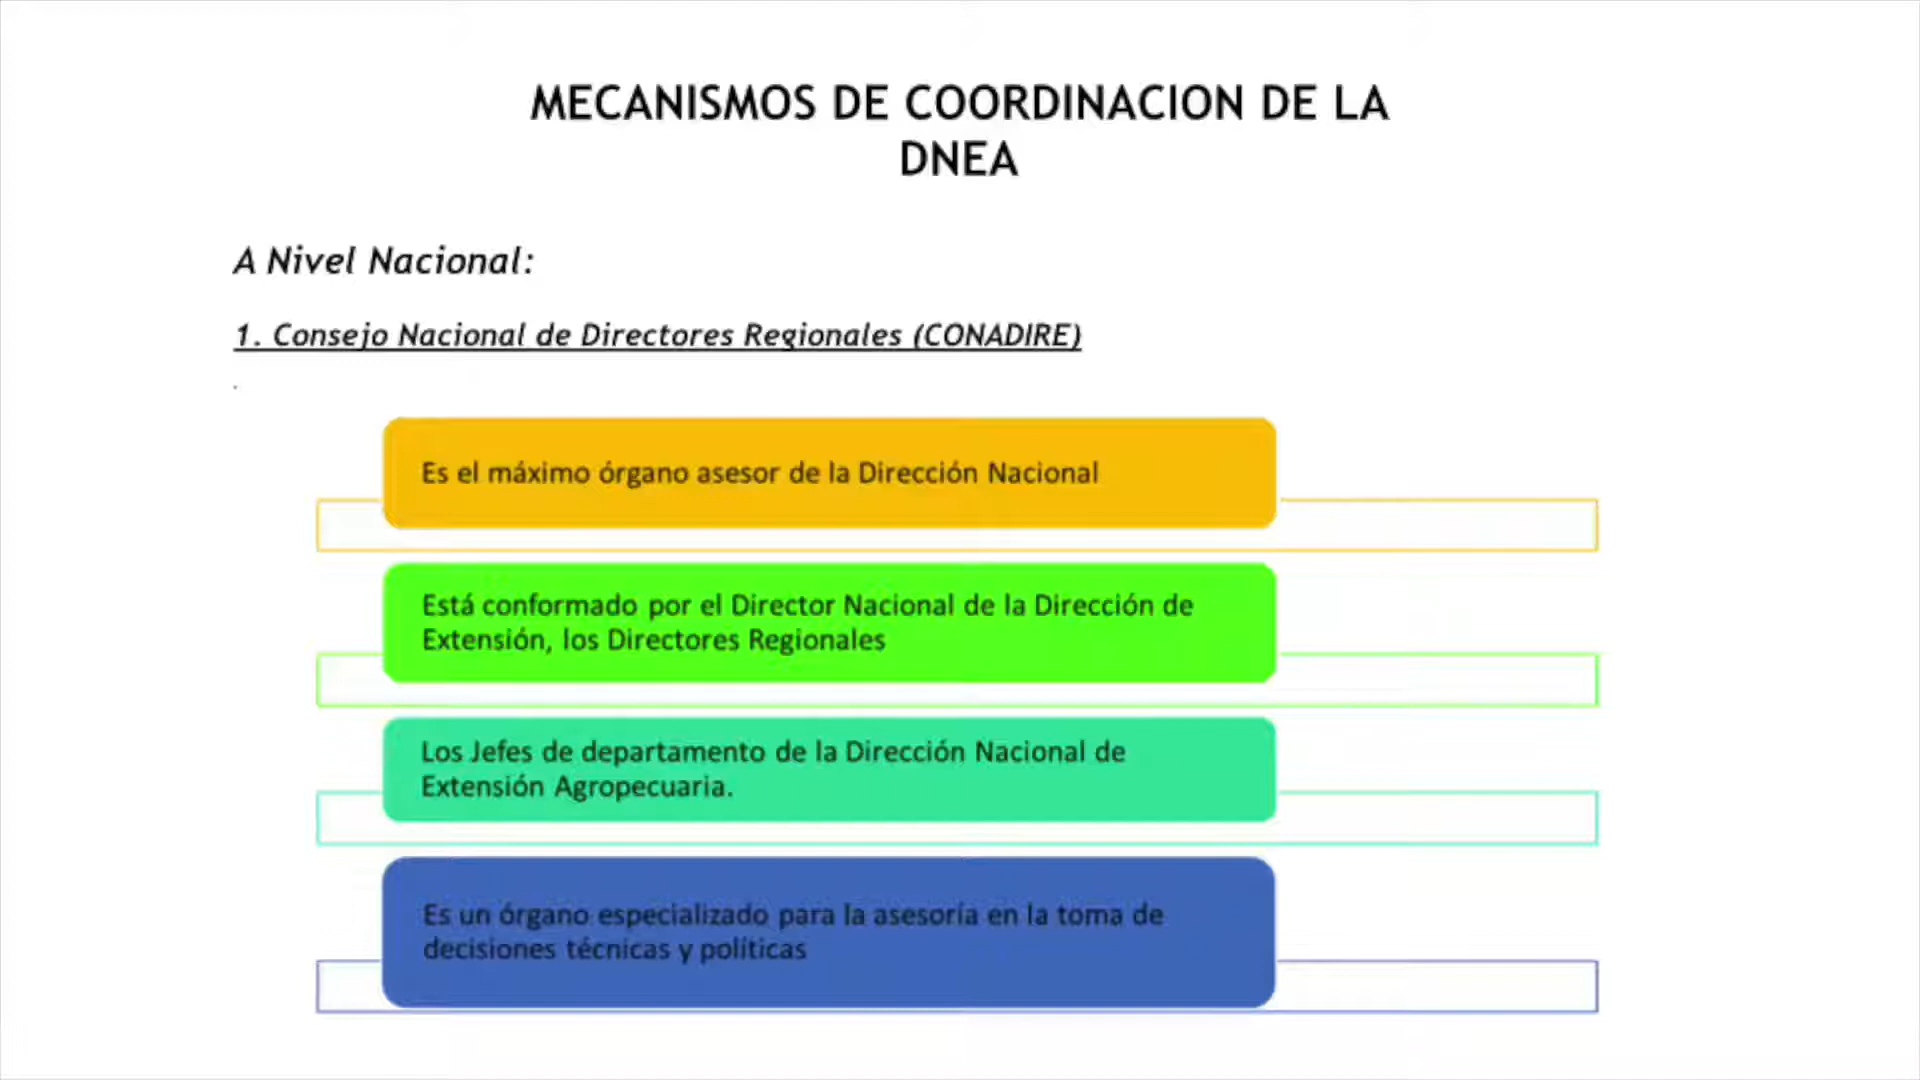 MECANISMOS DE COORDINACION DE LA
DNEA
A Nivel Nacional:
1. Consejo Nacional de Directores Regionales (CONADIRE)
.
Es el máximo órgano asesor de la Dirección Nacional
Está conformado por el Director Nacional de la Dirección de
Extensión, los Directores Regionales
Los Jefes de departamento de la Dirección Nacional de
Extensión Agropecuaria.
Es un órgano especializado para la asesoría en la toma de
decisiones técnicas y políticas